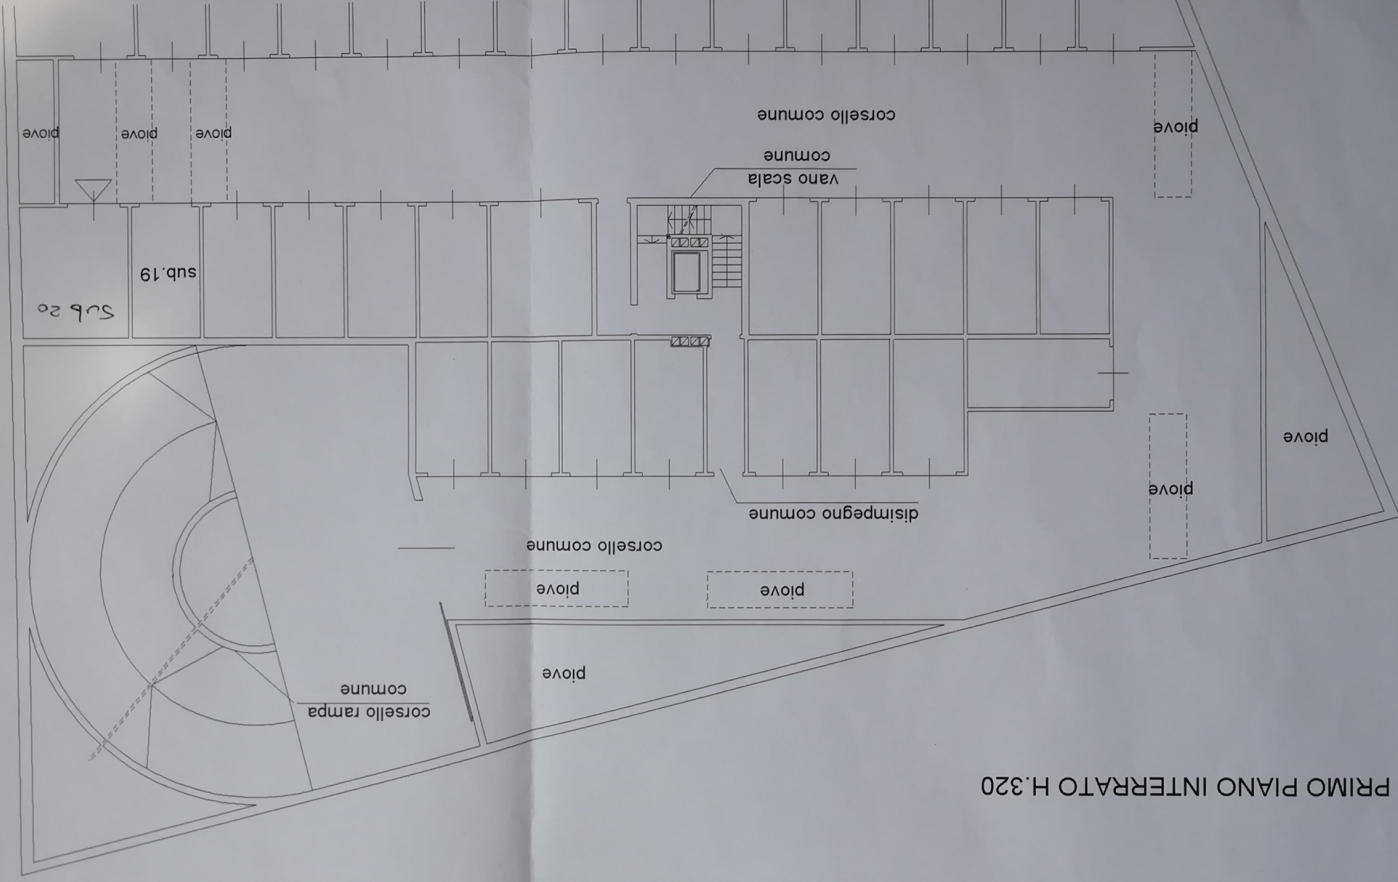 PRIMO PIANO INTERRATO H.320
corsello rampa
comune
piove
piove
piove
corsello comune
disimpegno comune
piove
piove
Sub 20
sub.19
vano scala
comune
piove
piove
piove
piove
corsello comune